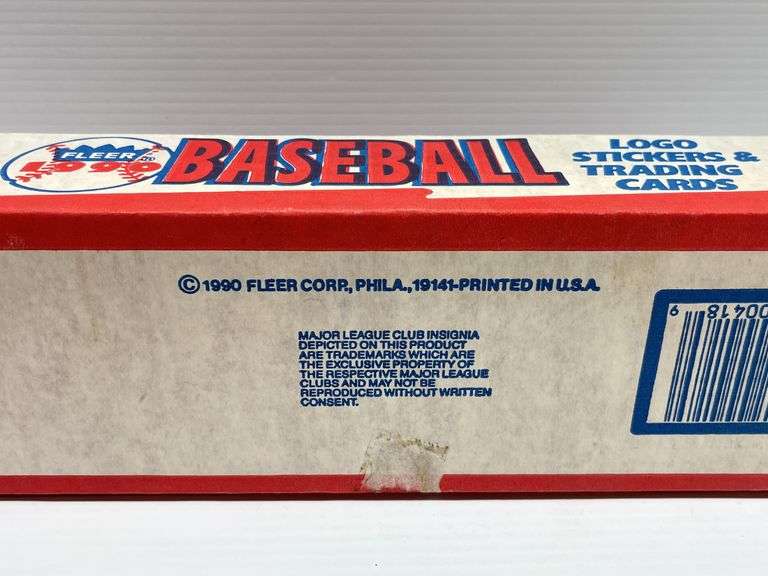 FLEER
1990
BASEBALL
LOGO
STICKERS &
TRADING
CARDS
© 1990 FLEER CORP., PHILA., 19141-PRINTED IN U.S.A.
MAJOR LEAGUE CLUB INSIGNIA
DEPICTED ON THIS PRODUCT
ARE TRADEMARKS WHICH ARE
THE EXCLUSIVE PROPERTY OF
THE RESPECTIVE MAJOR LEAGUE
CLUBS AND MAY NOT BE
REPRODUCED WITHOUT WRITTEN
CONSENT.
00418 9